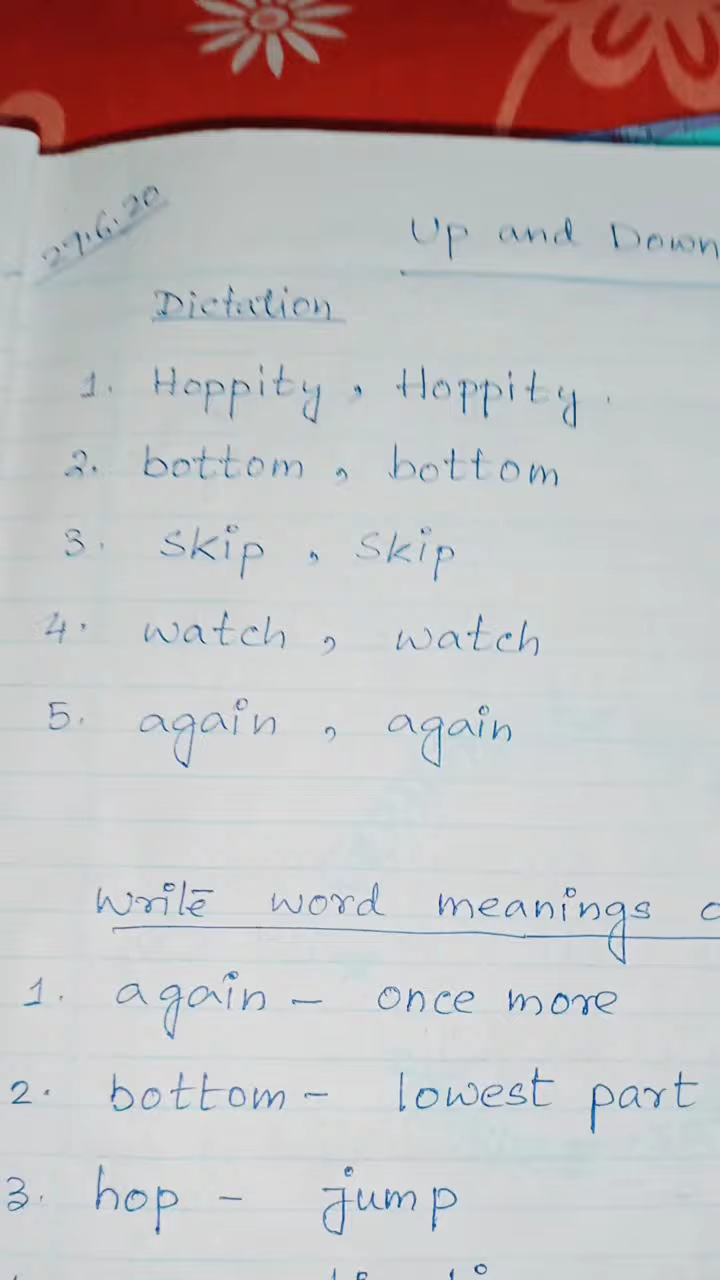 27.6.20
Up and Down
Dictation
1. Hoppity, Hoppity.
2. bottom, bottom
3. Skip, Skip
4. watch, watch
5. again, again
Write word meanings
1. again - once more
2. bottom - lowest part
3. hop - jump